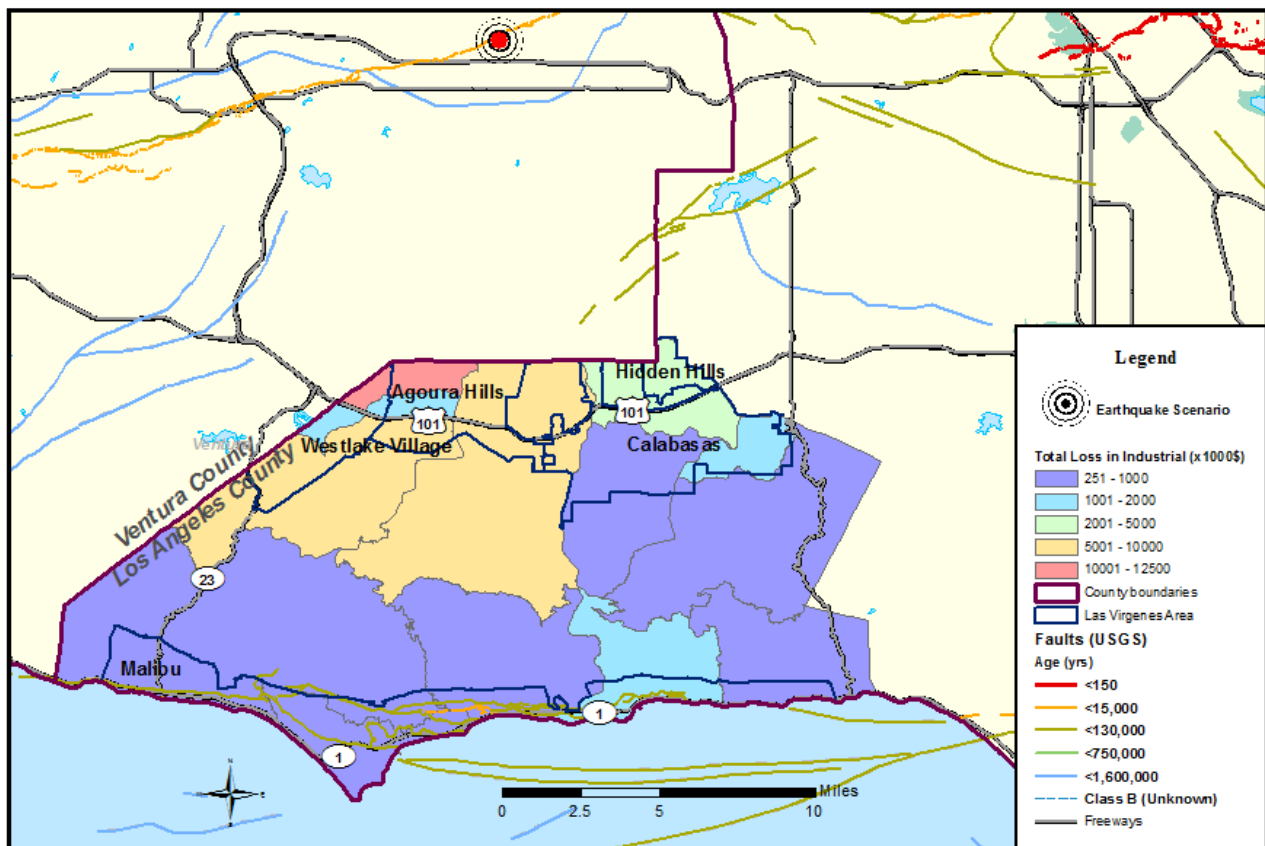 Hidden Hills
Agoura Hills
101
101
Westlake Village
Calabasas
Ventura
Ventura County
Los Angeles County
23
Malibu
1
1
N
Miles
0 2.5 5 10
Legend
Earthquake Scenario
Total Loss in Industrial (x1000$)
251 - 1000
1001 - 2000
2001 - 5000
5001 - 10000
10001 - 12500
County boundaries
Las Virgenes Area
Faults (USGS)
Age (yrs)
<150
<15,000
<130,000
<750,000
<1,600,000
Class B (Unknown)
Freeways